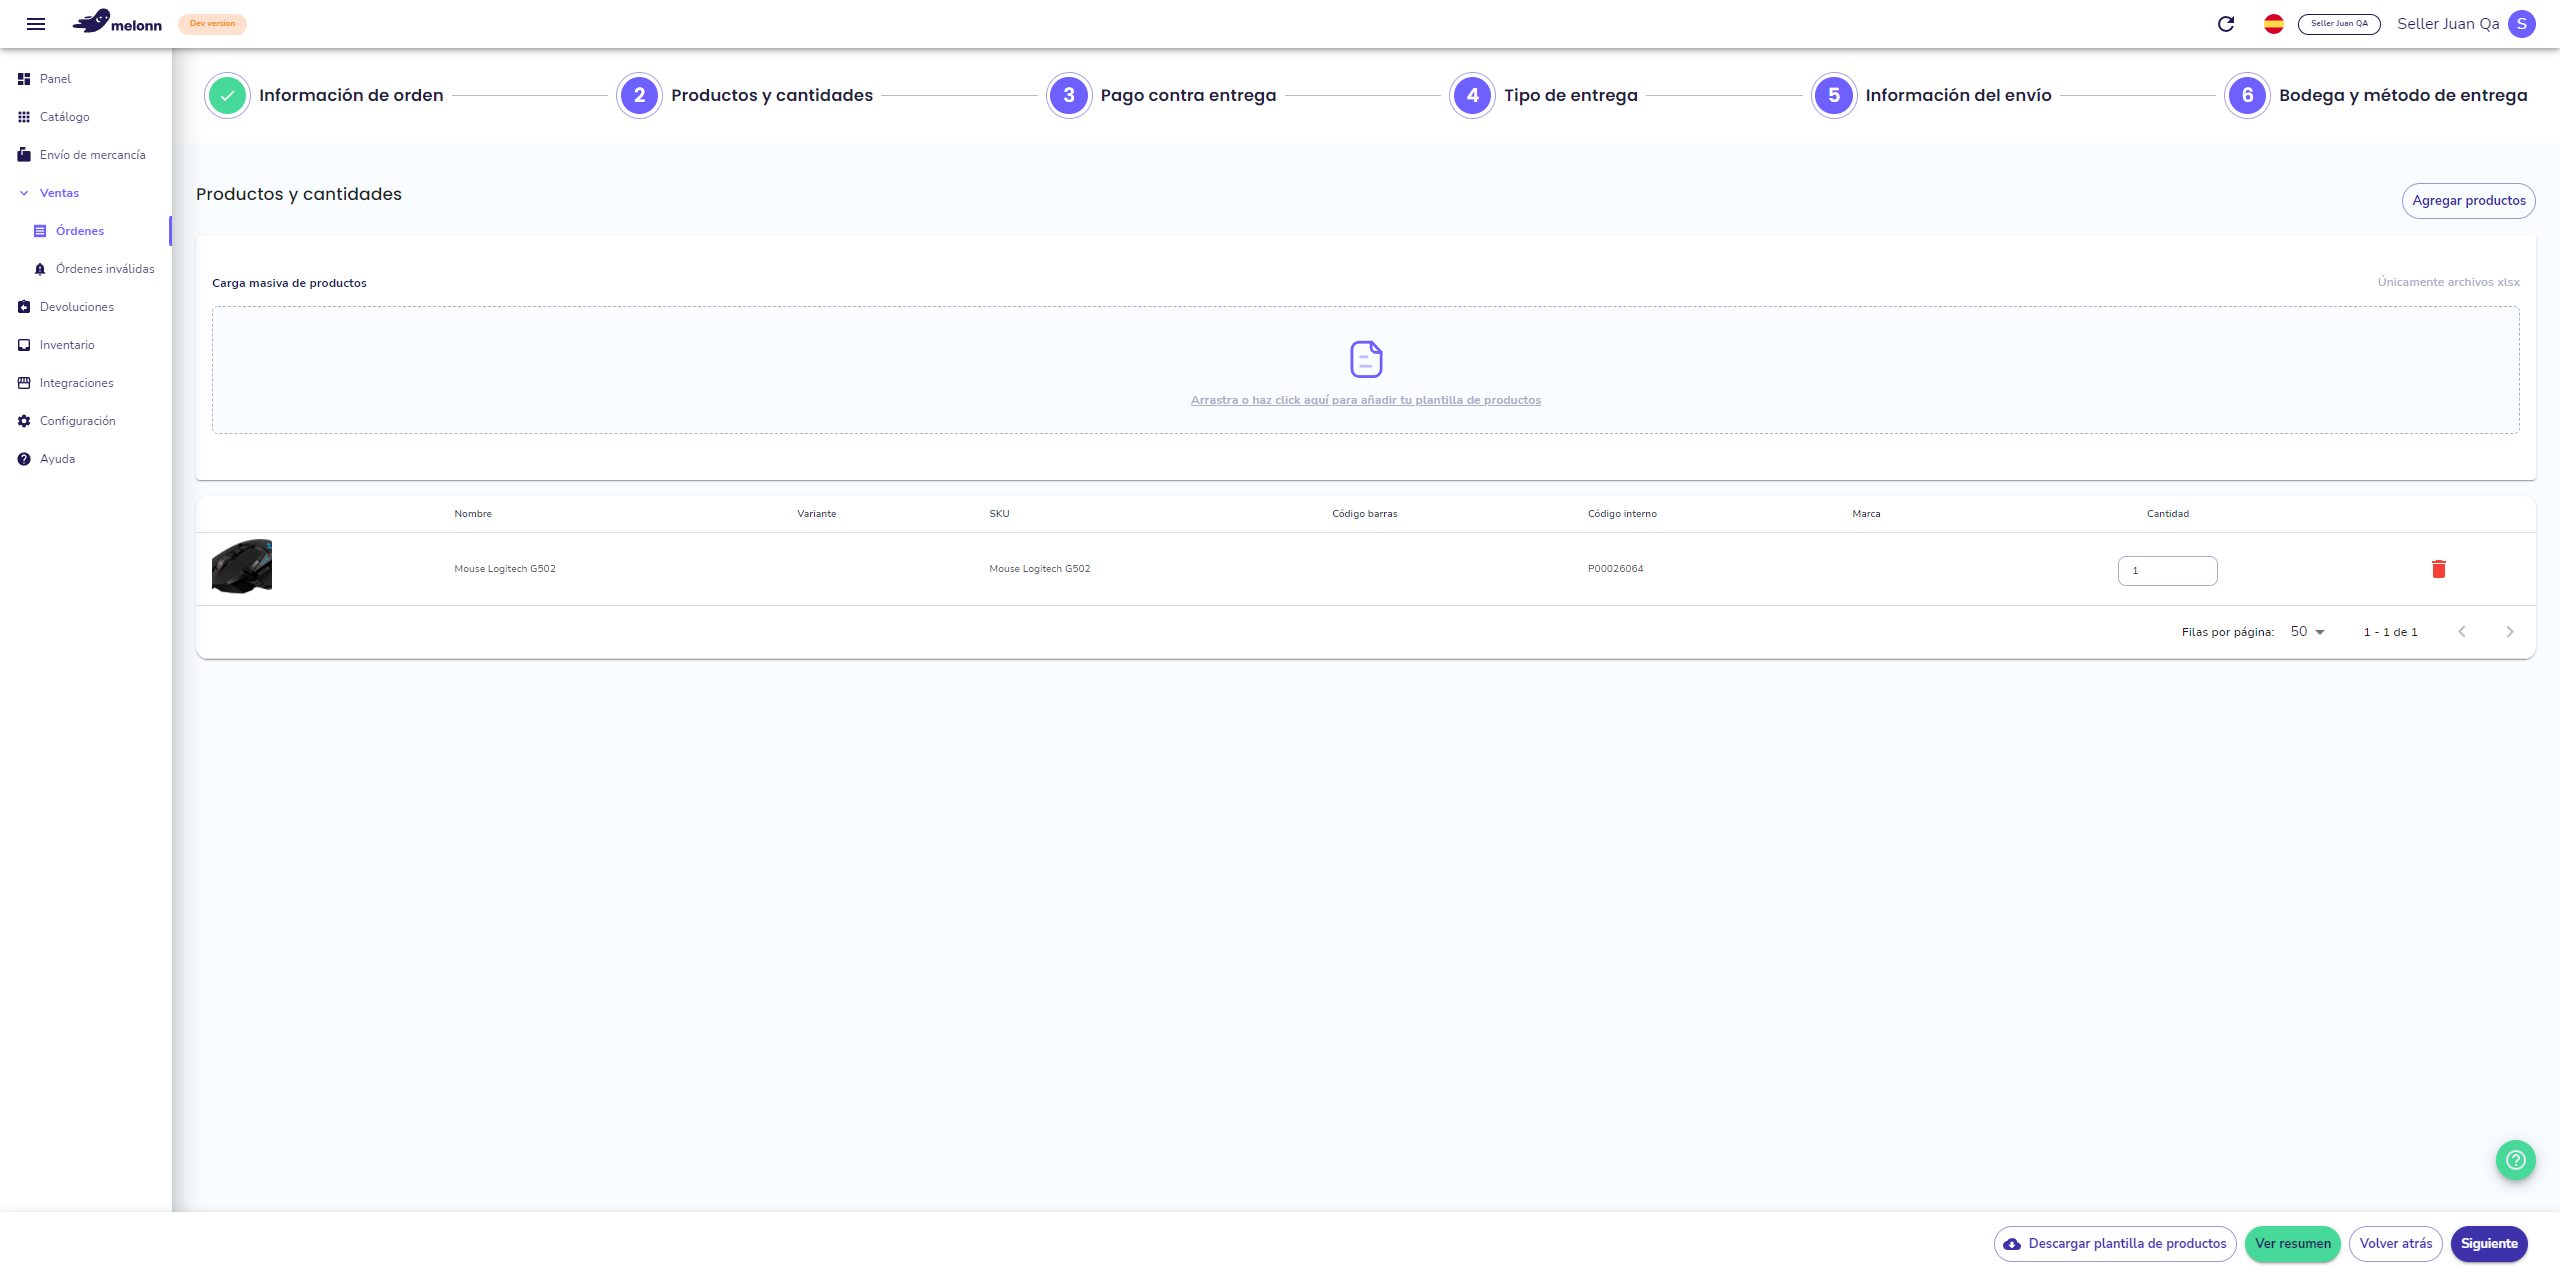 melonn
Dev version
Seller Juan QA
Seller Juan Qa
S
Panel
Catálogo
Envío de mercancía
Ventas
Órdenes
Órdenes inválidas
Devoluciones
Inventario
Integraciones
Configuración
Ayuda
Información de orden
2 Productos y cantidades
3 Pago contra entrega
4 Tipo de entrega
5 Información del envío
6 Bodega y método de entrega
Productos y cantidades
Agregar productos
Carga masiva de productos
Únicamente archivos xlsx
Arrastra o haz click aquí para añadir tu plantilla de productos
Nombre Variante SKU Código barras Código interno Marca Cantidad
Mouse Logitech G502 Mouse Logitech G502 P00026064 1
Filas por página: 50 1 - 1 de 1
Descargar plantilla de productos
Ver resumen
Volver atrás
Siguiente